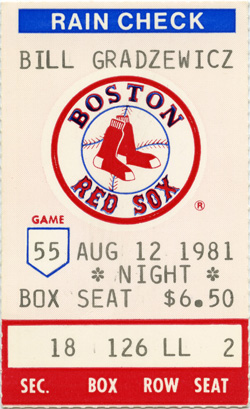 RAIN CHECK
BILL GRADZEWICZ
BOSTON
RED SOX
®
GAME
55 AUG 12 1981
* NIGHT *
BOX SEAT $6.50
18 126 LL 2
SEC. BOX ROW SEAT